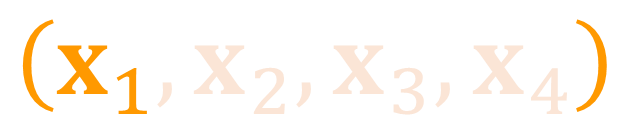 (x₁, x₂, x₃, x₄)